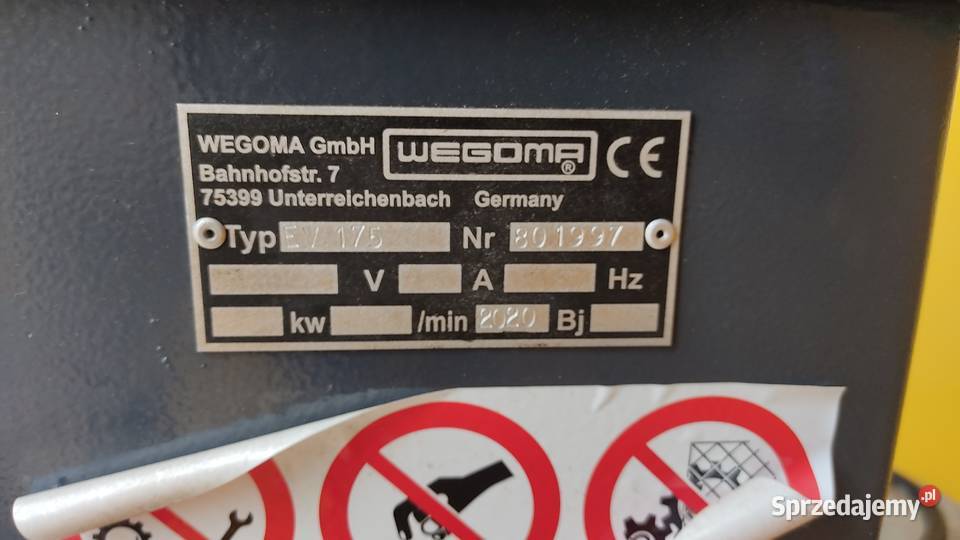 WEGOMA GmbH WEGOMA ® CE
Bahnhofstr. 7
75399 Unterreichenbach Germany
Typ EV 175 Nr 801997
V A Hz
kw /min 2020 Bj
Sprzedajemy.pl